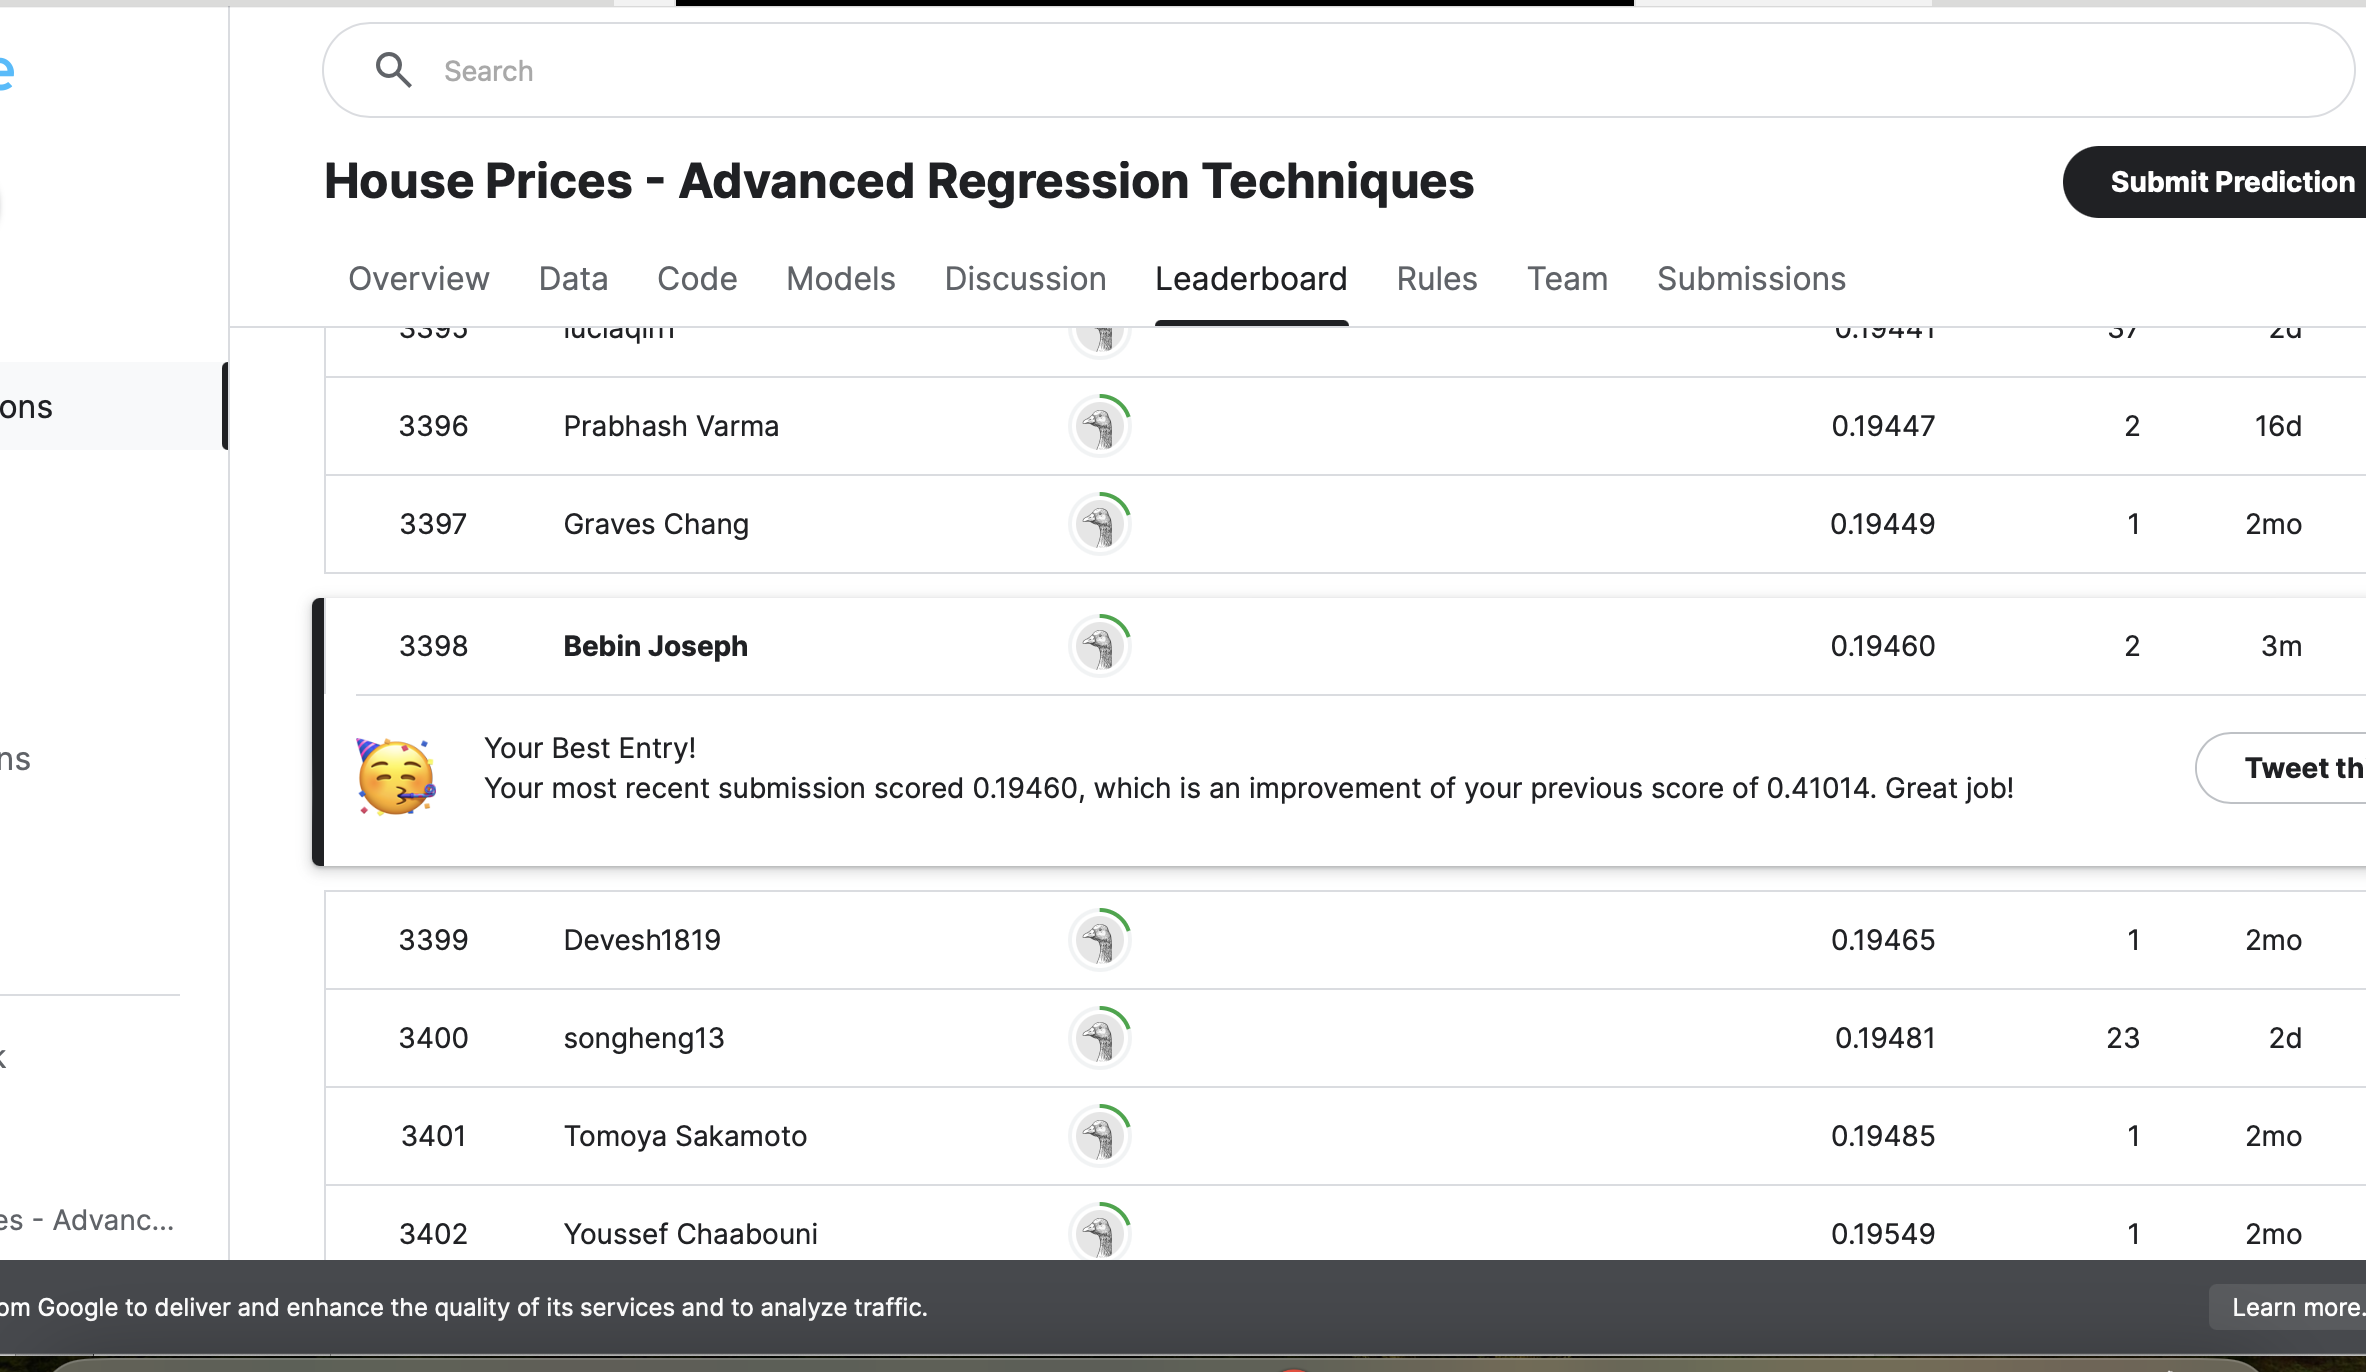 e
Search
House Prices - Advanced Regression Techniques
Submit Prediction
Overview Data Code Models Discussion Leaderboard Rules Team Submissions
3395 luciaqim 0.19441 37 2d
ons
3396 Prabhash Varma 0.19447 2 16d
3397 Graves Chang 0.19449 1 2mo
3398 Bebin Joseph 0.19460 2 3m
Your Best Entry!
ns
Your most recent submission scored 0.19460, which is an improvement of your previous score of 0.41014. Great job!
Tweet th
3399 Devesh1819 0.19465 1 2mo
3400 songheng13 0.19481 23 2d
k
3401 Tomoya Sakamoto 0.19485 1 2mo
es - Advanc...
3402 Youssef Chaabouni 0.19549 1 2mo
om Google to deliver and enhance the quality of its services and to analyze traffic.
Learn more.